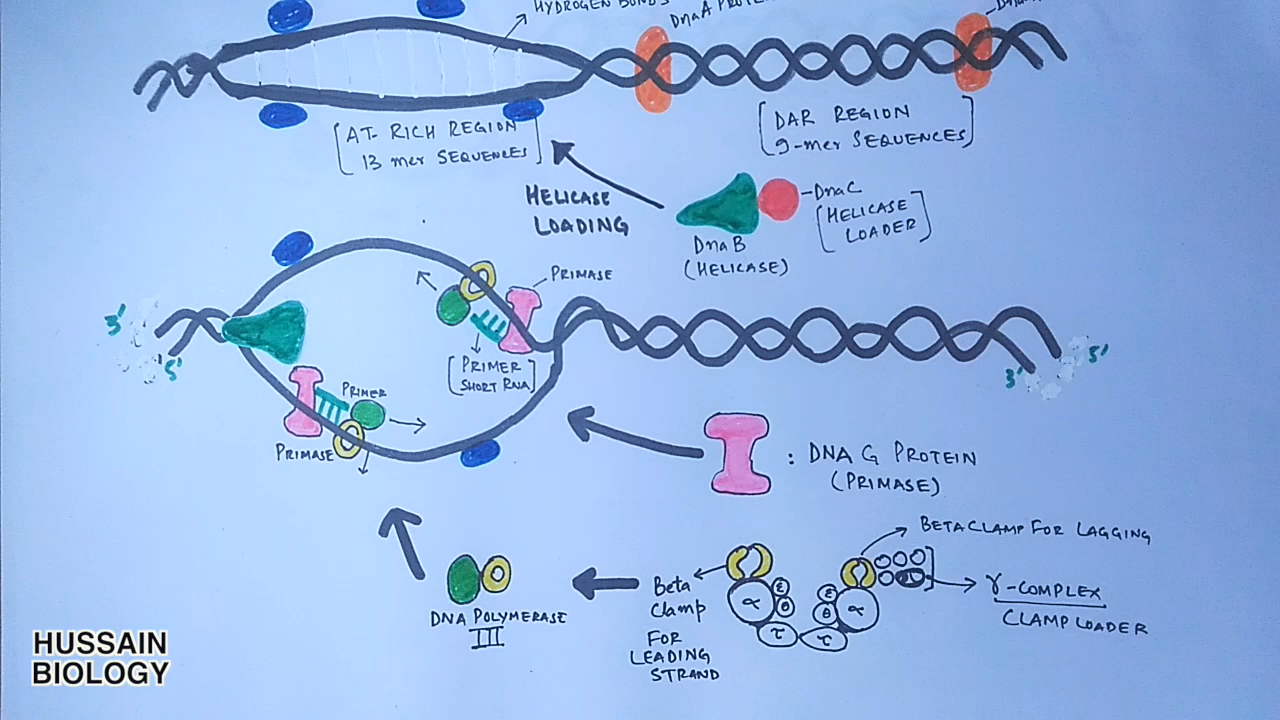 HYDROGEN BONDS
DnaA PROTE
AT- RICH REGION
13 mer SEQUENCES
DAR REGION
9-mer SEQUENCES
HELICASE
LOADING
DnaC
HELICASE
LOADER
DnaB
(HELICASE)
PRIMASE
3'
5'
PRIMER
SHORT RNA
5'
3'
PRIMER
PRIMASE
: DNA G PROTEIN
(PRIMASE)
BETA CLAMP FOR LAGGING
Beta
Clamp
FOR
LEADING
STRAND
α
ε
θ
τ
τ
ε
θ
α
γ-COMPLEX
CLAMP LOADER
DNA POLYMERASE
III
HUSSAIN
BIOLOGY